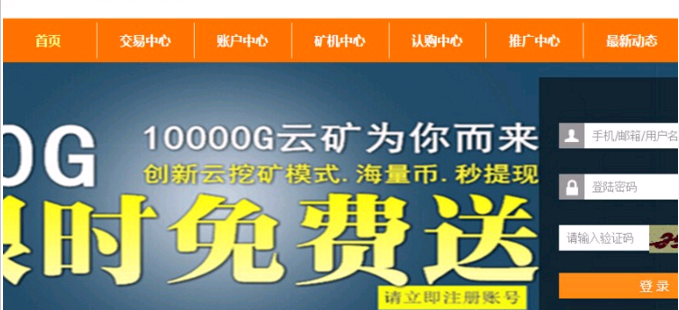 首页 交易中心 账户中心 矿机中心 认购中心 推广中心 最新动态
0G 10000G云矿为你而来
创新云挖矿模式.海量币.秒提现
限时免费送
请立即注册账号
手机/邮箱/用户名
登陆密码
请输入验证码
登录